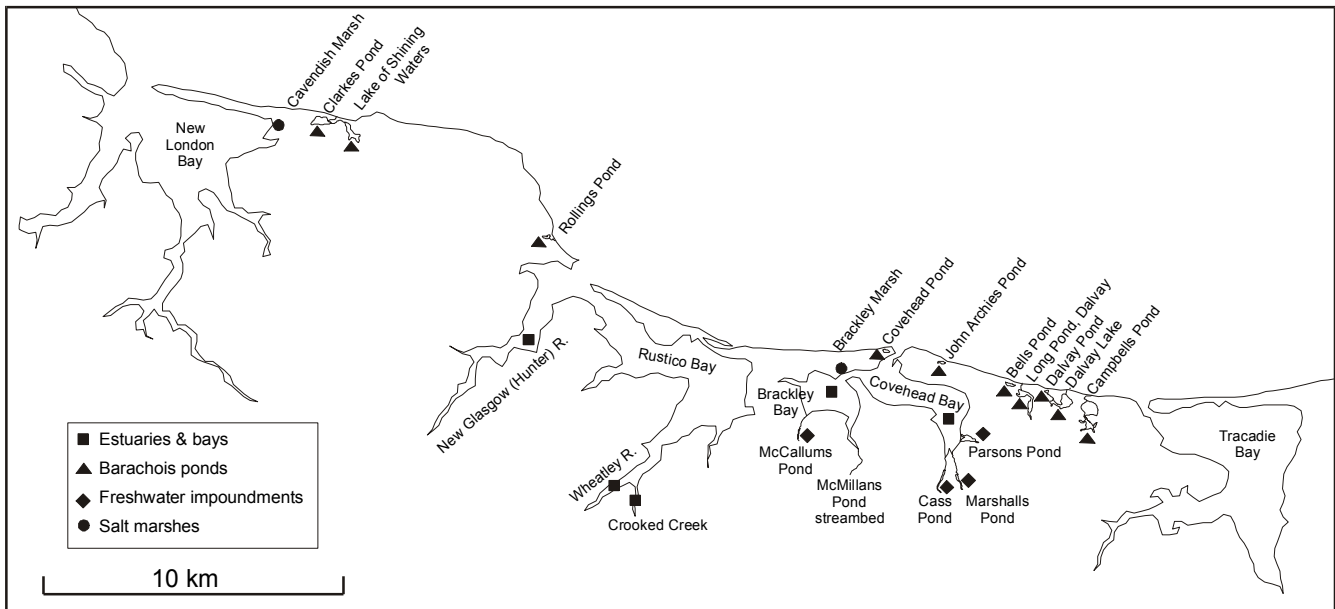 Cavendish Marsh
Clarkes Pond
Lake of Shining
Waters
New
London
Bay
Rollings Pond
New Glasgow (Hunter) R.
Rustico Bay
Wheatley R.
Crooked Creek
Brackley Marsh
Covehead Pond
John Archies Pond
Bells Pond
Long Pond, Dalvay
Dalvay Pond
Dalvay Lake
Campbells Pond
Brackley
Bay
Covehead Bay
McCallums
Pond
McMillans
Pond
streambed
Parsons Pond
Cass
Pond
Marshalls
Pond
Tracadie
Bay
Estuaries & bays
Barachois ponds
Freshwater impoundments
Salt marshes
10 km